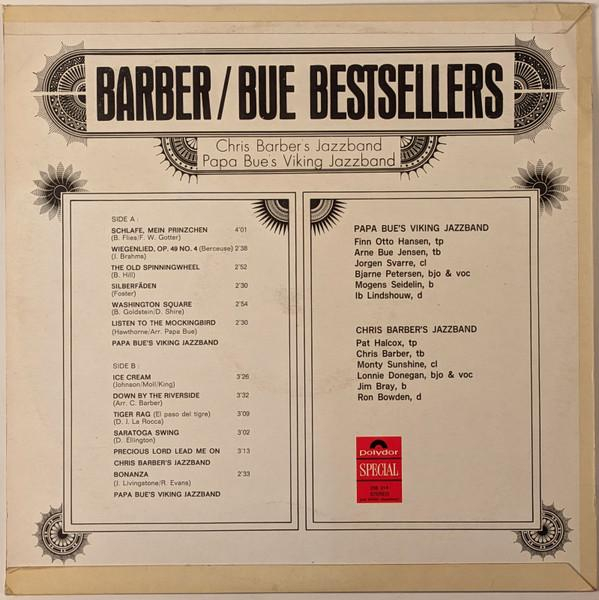 BARBER / BUE BESTSELLERS
Chris Barber's Jazzband
Papa Bue's Viking Jazzband
SIDE A :
SCHLAFE, MEIN PRINZCHEN 4'01
(B. Flies/F. W. Gotter)
WIEGENLIED, OP. 49 NO. 4 (Berceuse) 2'38
(J. Brahms)
THE OLD SPINNINGWHEEL 2'52
(B. Hill)
SILBERFÄDEN 2'30
(Foster)
WASHINGTON SQUARE 2'54
(B. Goldstein/D. Shire)
LISTEN TO THE MOCKINGBIRD 2'30
(Hawthorne/Arr. Papa Bue)
PAPA BUE'S VIKING JAZZBAND
SIDE B :
ICE CREAM 3'26
(Johnson/Moll/King)
DOWN BY THE RIVERSIDE 3'32
(Arr. C. Barber)
TIGER RAG (El paso del tigre) 3'09
(D. J. La Rocca)
SARATOGA SWING 3'02
(D. Ellington)
PRECIOUS LORD LEAD ME ON 3'13
CHRIS BARBER'S JAZZBAND
BONANZA 2'33
(J. Livingstone/R. Evans)
PAPA BUE'S VIKING JAZZBAND
PAPA BUE'S VIKING JAZZBAND
Finn Otto Hansen, tp
Arne Bue Jensen, tb
Jorgen Svarre, cl
Bjarne Petersen, bjo & voc
Mogens Seidelin, b
Ib Lindshouw, d
CHRIS BARBER'S JAZZBAND
Pat Halcox, tp
Chris Barber, tb
Monty Sunshine, cl
Lonnie Donegan, bjo & voc
Jim Bray, b
Ron Bowden, d
Polydor
SPECIAL
STEREO